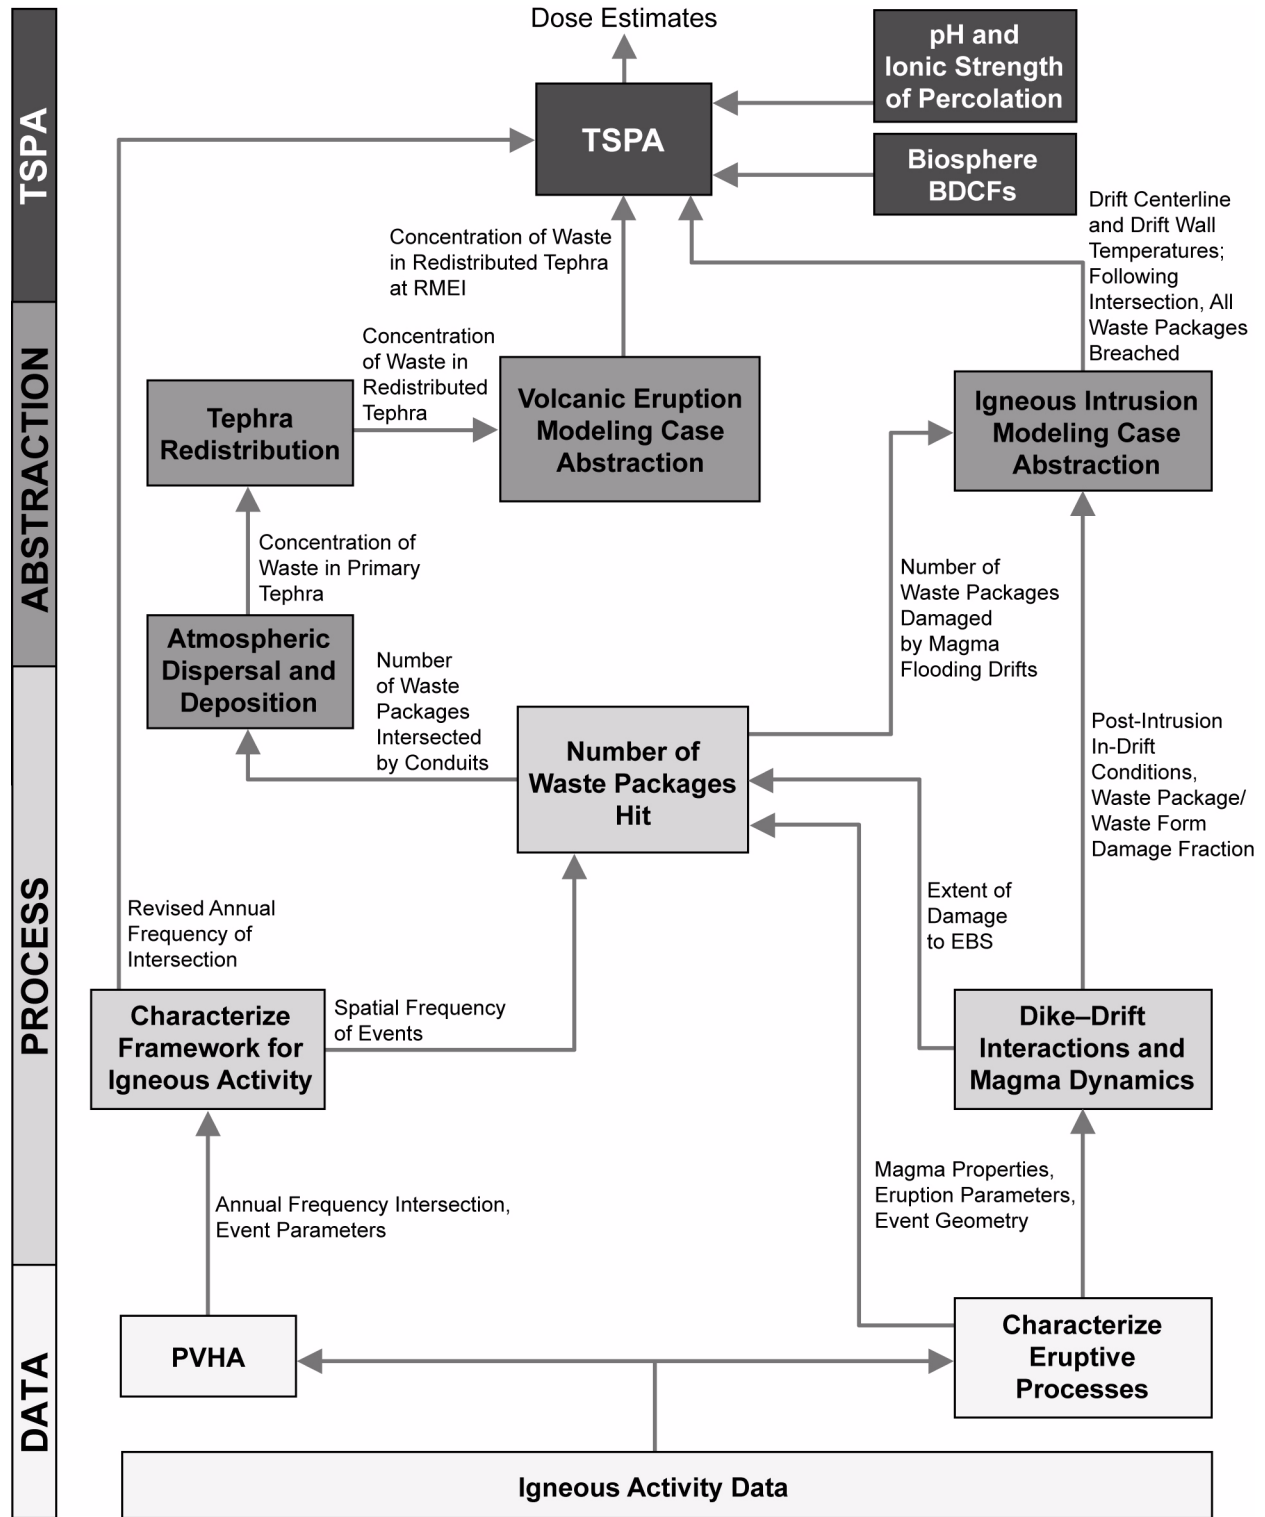 Dose Estimates
pH and
Ionic Strength
of Percolation
TSPA
TSPA
Biosphere
BDCFs
Drift Centerline
and Drift Wall
Temperatures;
Following
Intersection, All
Waste Packages
Breached
Concentration of Waste
in Redistributed Tephra
at RMEI
ABSTRACTION
Concentration
of Waste in
Redistributed
Tephra
Tephra
Redistribution
Volcanic Eruption
Modeling Case
Abstraction
Igneous Intrusion
Modeling Case
Abstraction
Concentration of
Waste in Primary
Tephra
Number of
Waste Packages
Damaged
by Magma
Flooding Drifts
Atmospheric
Dispersal and
Deposition
Number
of Waste
Packages
Intersected
by Conduits
Number of
Waste Packages
Hit
Post-Intrusion
In-Drift
Conditions,
Waste Package/
Waste Form
Damage Fraction
PROCESS
Revised Annual
Frequency of
Intersection
Extent of
Damage
to EBS
Characterize
Framework for
Igneous Activity
Spatial Frequency
of Events
Dike–Drift
Interactions and
Magma Dynamics
Annual Frequency Intersection,
Event Parameters
Magma Properties,
Eruption Parameters,
Event Geometry
DATA
PVHA
Characterize
Eruptive
Processes
Igneous Activity Data